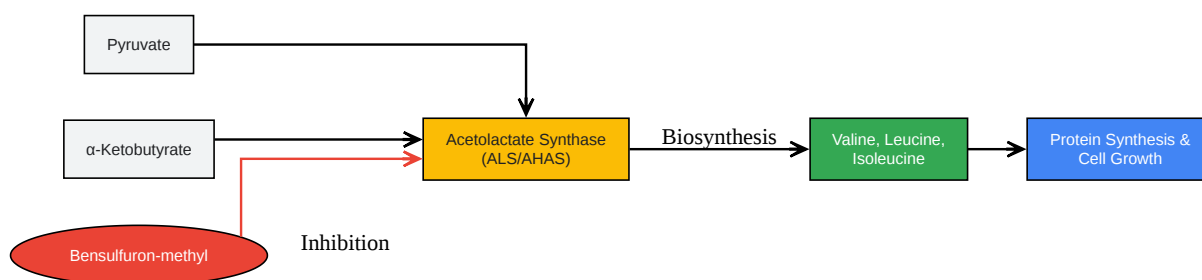 Pyruvate
α-Ketobutyrate
Acetolactate Synthase
(ALS/AHAS)
Biosynthesis
Valine, Leucine,
Isoleucine
Protein Synthesis &
Cell Growth
Bensulfuron-methyl
Inhibition